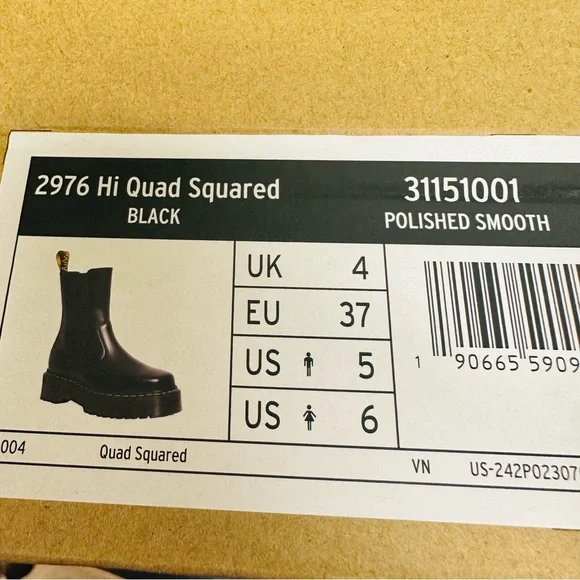 2976 Hi Quad Squared
BLACK
31151001
POLISHED SMOOTH
UK 4
EU 37
US 5
US 6
1 90665 5909
004
Quad Squared
VN
US-242P02307